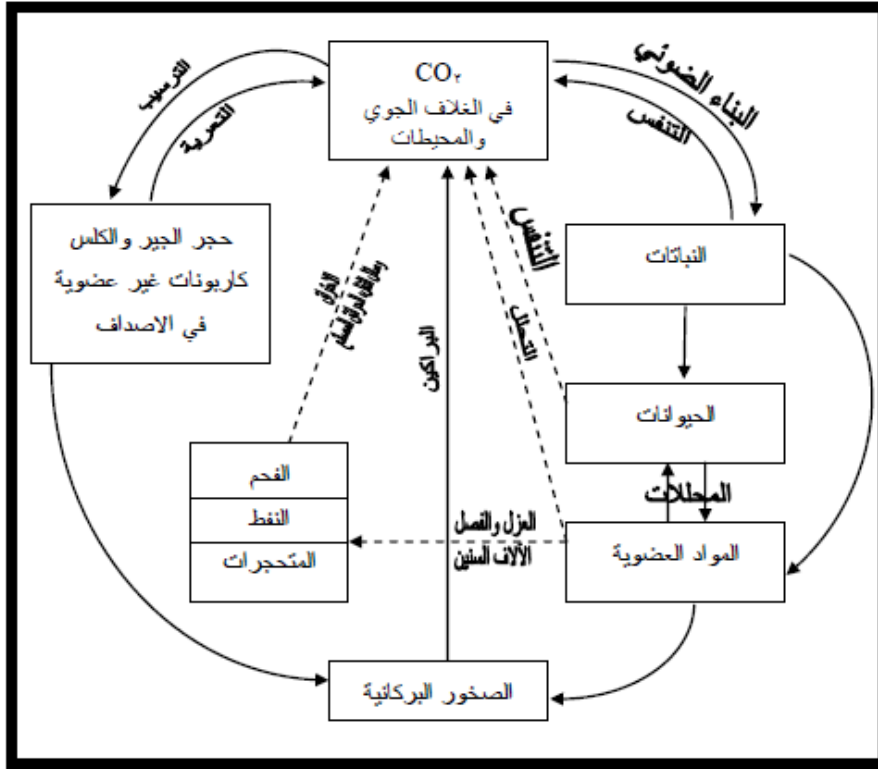 CO₂
في الغلاف الجوي
والمحيطات
الترسيب
التعرية
البناء الضوئي
التنفس
حجر الجير والكلس
كاربونات غير عضوية
في الاصداف
النباتات
التنفس
التحلل
البراكين
الحيوانات
المحللات
الفحم
النفط
المتحجرات
العزل والفصل
الآلاف السنين
المواد العضوية
الصخور البركانية